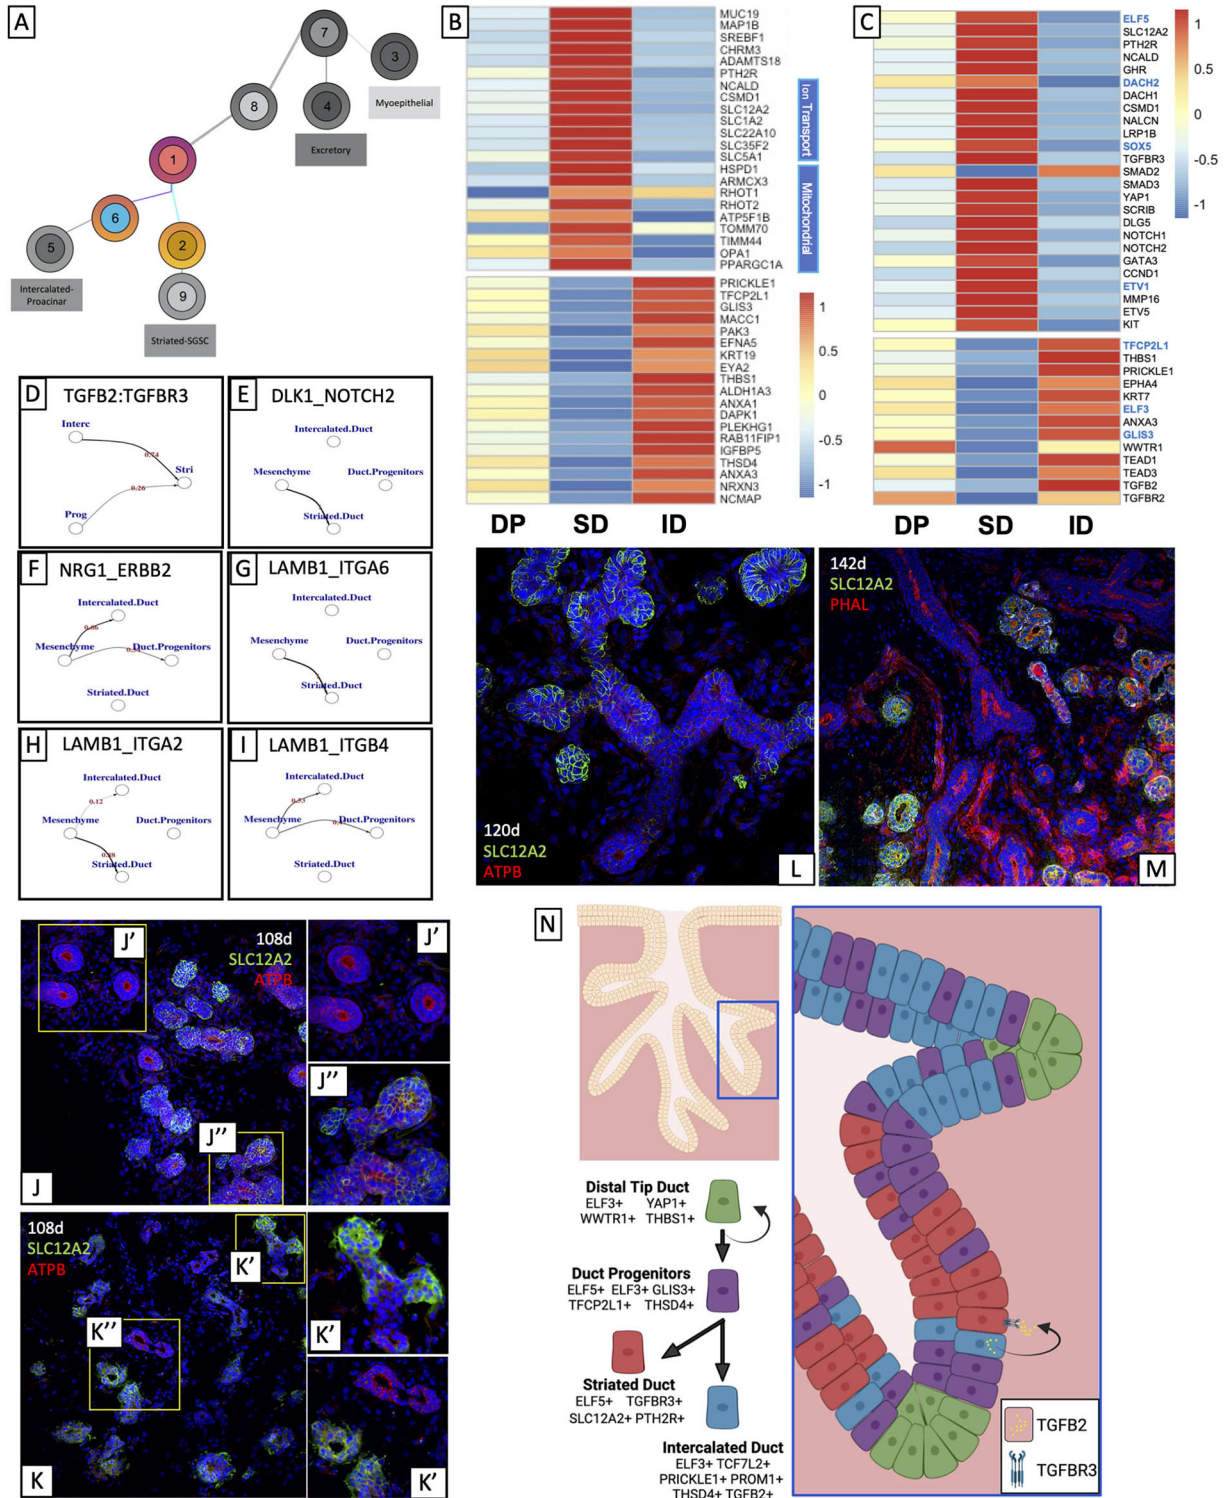 A
7
3
Myoepithelial
8
4
Excretory
1
6
5
2
Intercalated-
Proacinar
9
Striated-SGSC
B
MUC19
MAP1B
SREBF1
CHRM3
ADAMTS18
PTH2R
NCALD
CSMD1
SLC12A2
SLC1A2
SLC22A10
SLC35F2
SLC5A1
HSPD1
ARMCX3
RHOT1
RHOT2
ATP5F1B
TOMM70
TIMM44
OPA1
PPARGC1A
Ion Transport
Mitochondrial
PRICKLE1
TFCP2L1
GLIS3
MACC1
PAK3
EFNA5
KRT19
EYA2
THBS1
ALDH1A3
ANXA1
DAPK1
PLEKHG1
RAB11FIP1
IGFBP5
THSD4
ANXA3
NRXN3
NCMAP
1
0.5
0
-0.5
-1
DP SD ID
C
ELF5
SLC12A2
PTH2R
NCALD
GHR
DACH2
DACH1
CSMD1
NALCN
LRP1B
SOX5
TGFBR3
SMAD2
SMAD3
YAP1
SCRIB
DLG5
NOTCH1
NOTCH2
GATA3
CCND1
ETV1
MMP16
ETV5
KIT
1
0.5
0
-0.5
-1
TFCP2L1
THBS1
PRICKLE1
EPHA4
KRT7
ELF3
ANXA3
GLIS3
WWTR1
TEAD1
TEAD3
TGFB2
TGFBR2
DP SD ID
D
TGFB2:TGFBR3
Interc
0.74
Stri
0.26
Prog
E
DLK1_NOTCH2
Intercalated.Duct
Mesenchyme
Duct.Progenitors
Striated.Duct
F
NRG1_ERBB2
Intercalated.Duct
Mesenchyme
Duct.Progenitors
Striated.Duct
G
LAMB1_ITGA6
Intercalated.Duct
Mesenchyme
Duct.Progenitors
Striated.Duct
H
LAMB1_ITGA2
Intercalated.Duct
0.12
Mesenchyme
Duct.Progenitors
Striated.Duct
I
LAMB1_ITGB4
Intercalated.Duct
0.53
Mesenchyme
Duct.Progenitors
Striated.Duct
120d
SLC12A2
ATPB
L
142d
SLC12A2
PHAL
M
J'
108d
SLC12A2
ATPB
J''
J
J'
J''
108d
SLC12A2
ATPB
K'
K''
K
K'
K'
N
Distal Tip Duct
ELF3+ YAP1+
WWTR1+ THBS1+
Duct Progenitors
ELF5+ ELF3+ GLIS3+
TFCP2L1+ THSD4+
Striated Duct
ELF5+ TGFBR3+
SLC12A2+ PTH2R+
Intercalated Duct
ELF3+ TCF7L2+
PRICKLE1+ PROM1+
THSD4+ TGFB2+
TGFB2
TGFBR3